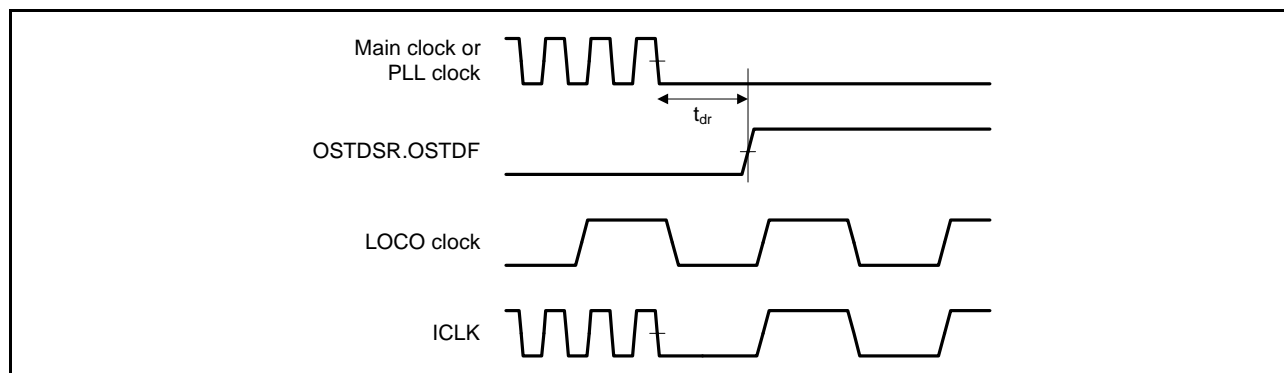 Main clock or
PLL clock
tdr
OSTDSR.OSTDF
LOCO clock
ICLK